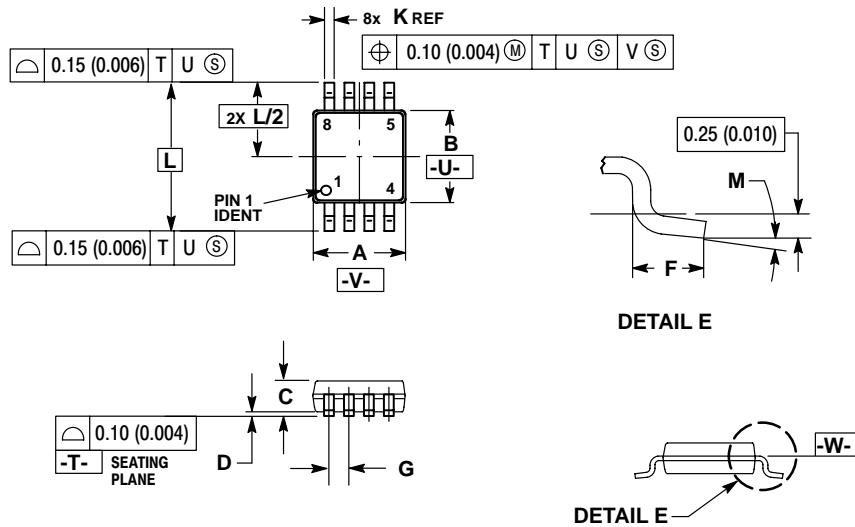 8x K REF
⌓ 0.15 (0.006) T U Ⓢ
⌖ 0.10 (0.004) Ⓜ T U Ⓢ V Ⓢ
2X L/2
8 5
B
-U-
L
PIN 1
IDENT
1 4
⌓ 0.15 (0.006) T U Ⓢ
A
-V-
0.25 (0.010)
M
F
DETAIL E
C
⌓ 0.10 (0.004)
-T- SEATING
PLANE
D
G
-W-
DETAIL E